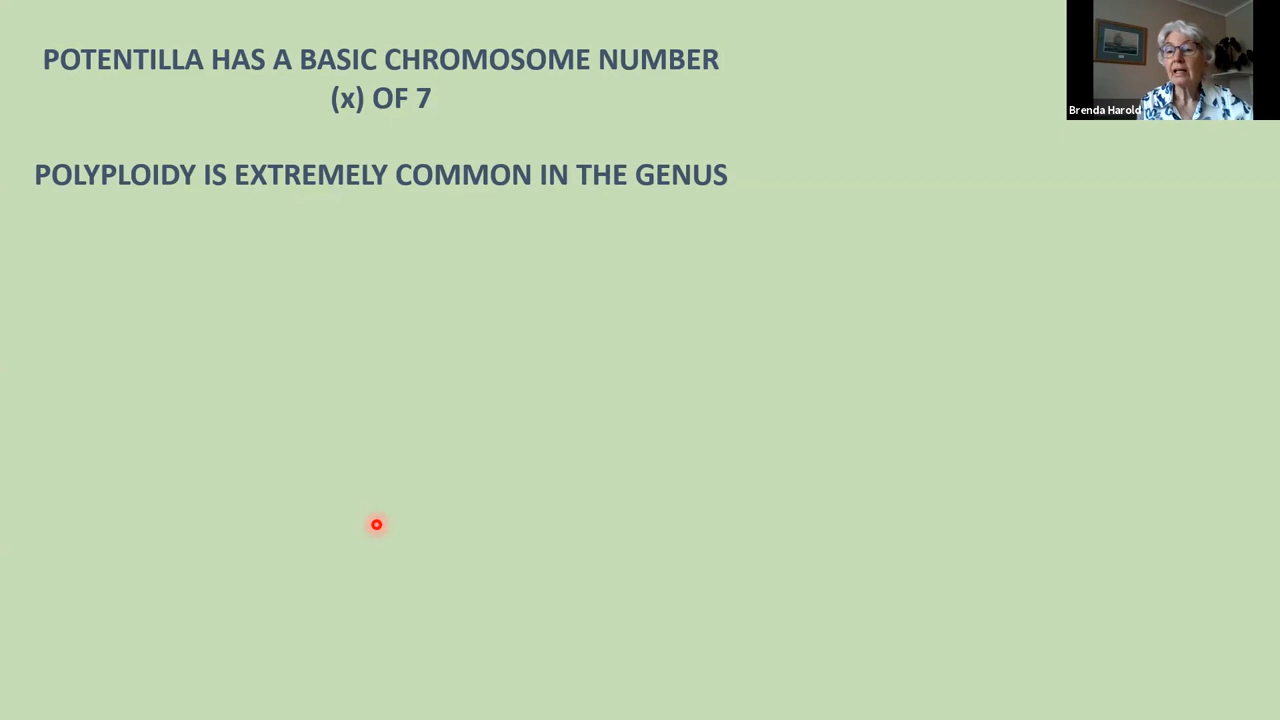 POTENTILLA HAS A BASIC CHROMOSOME NUMBER
(x) OF 7
POLYPLOIDY IS EXTREMELY COMMON IN THE GENUS
Brenda Harold